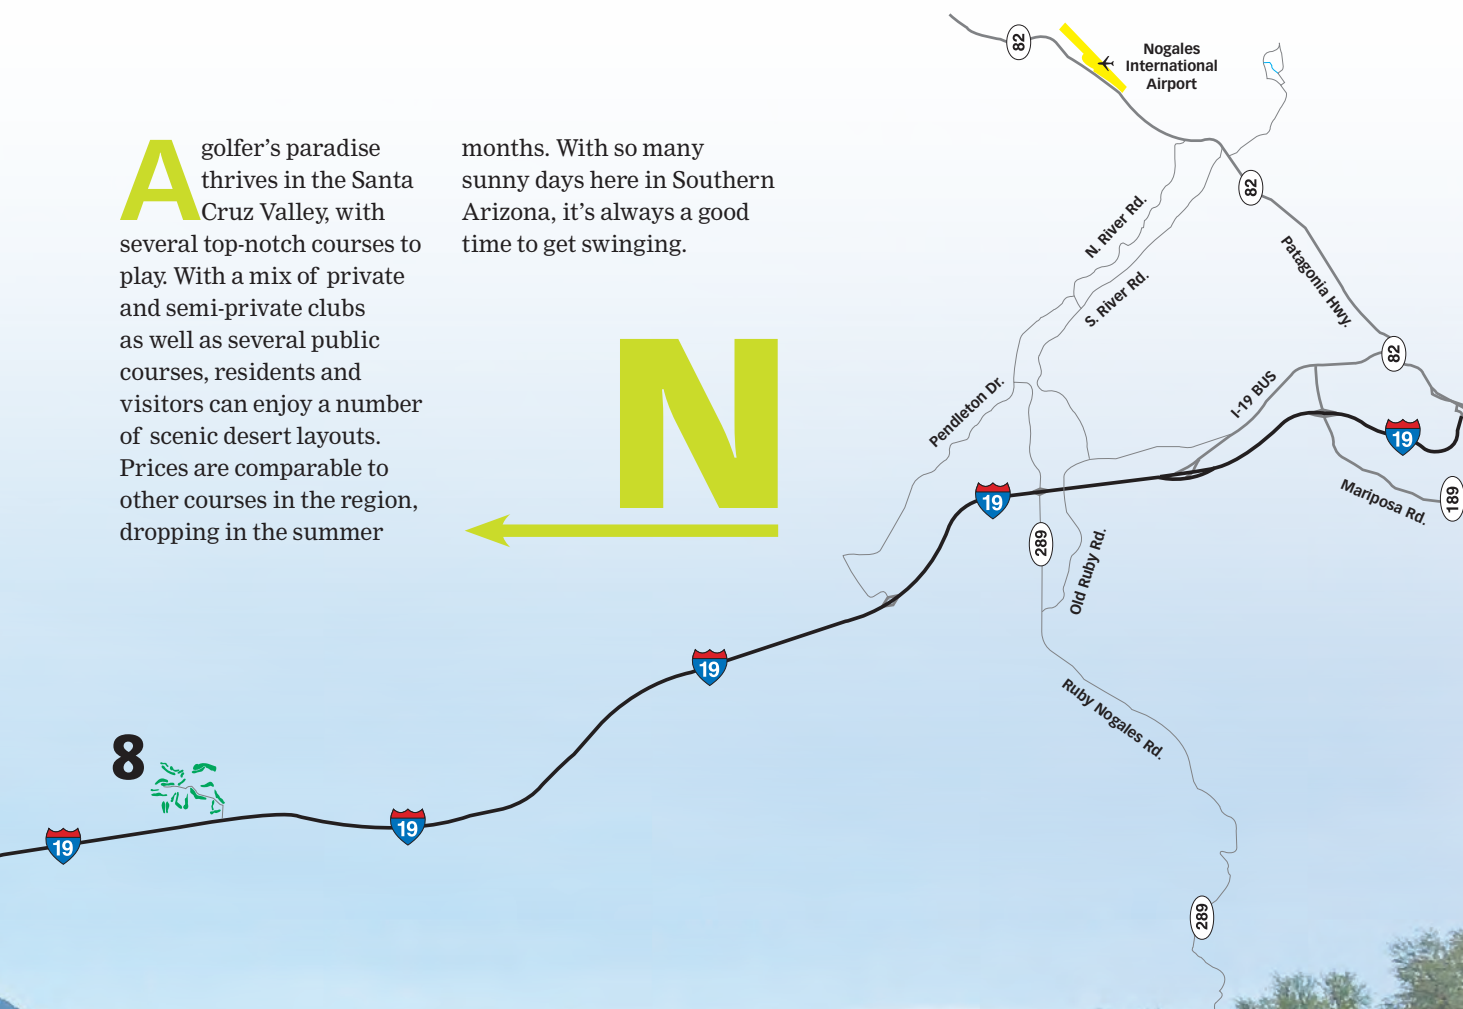 A golfer’s paradise
thrives in the Santa
Cruz Valley, with
several top-notch courses to
play. With a mix of private
and semi-private clubs
as well as several public
courses, residents and
visitors can enjoy a number
of scenic desert layouts.
Prices are comparable to
other courses in the region,
dropping in the summer
months. With so many
sunny days here in Southern
Arizona, it’s always a good
time to get swinging.
N
82
Nogales
International
Airport
82
N. River Rd.
S. River Rd.
Patagonia Hwy.
82
I-19 BUS
Pendleton Dr.
19
Mariposa Rd.
189
19
289
Old Ruby Rd.
19
Ruby Nogales Rd.
8
19
19
289